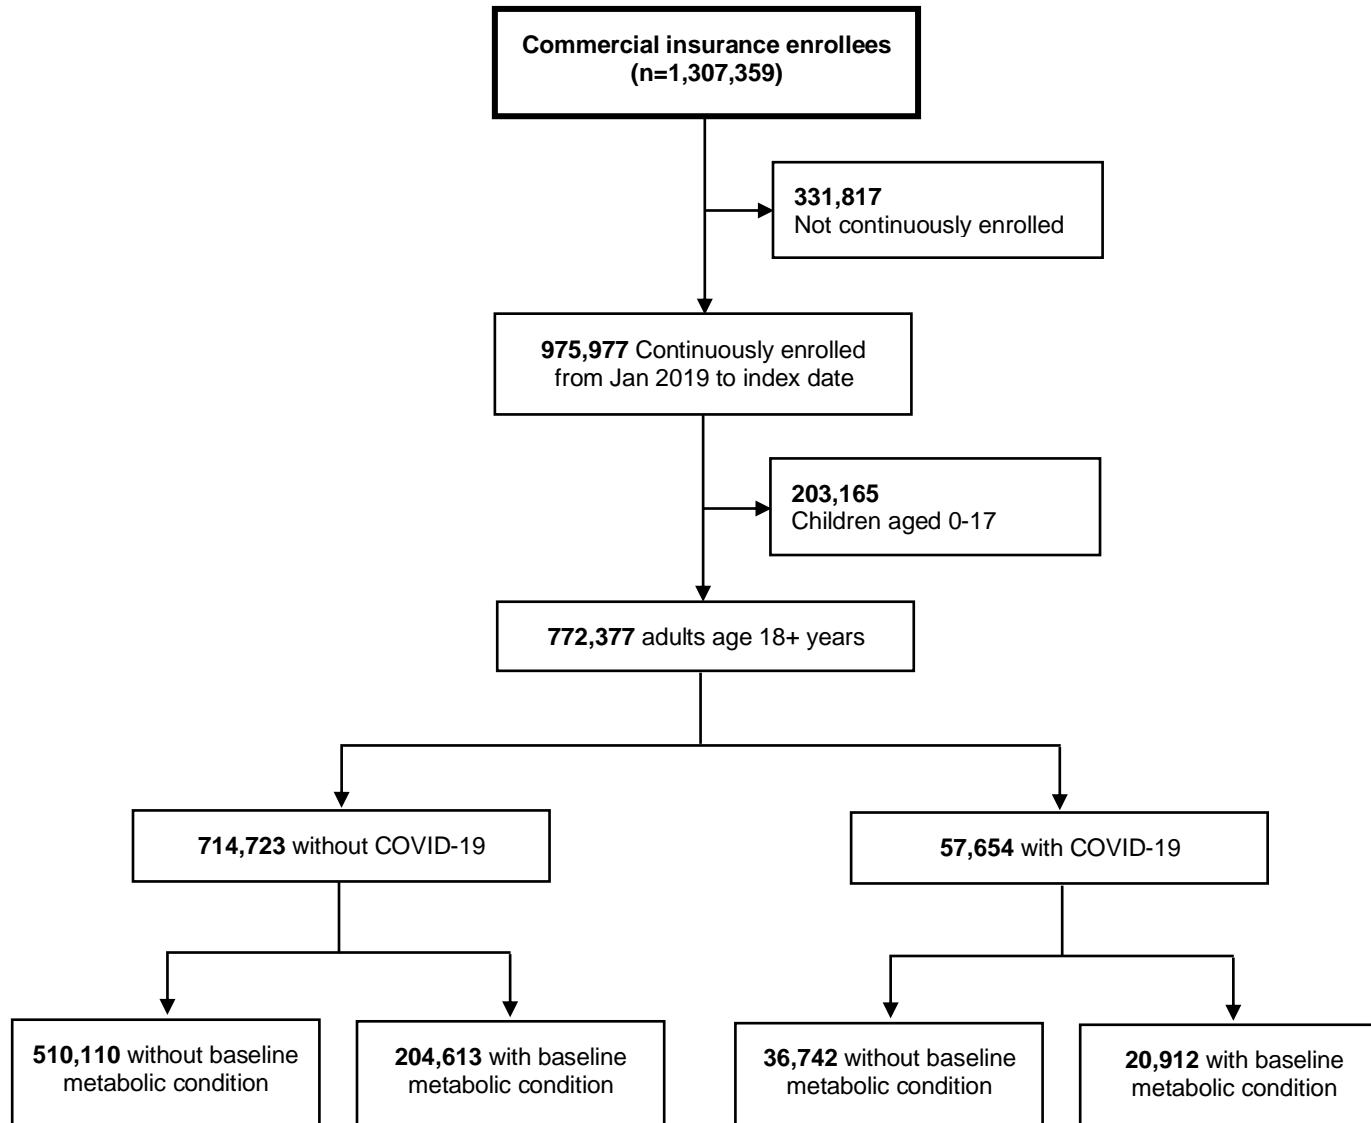 Commercial insurance enrollees
(n=1,307,359)
331,817
Not continuously enrolled
975,977 Continuously enrolled
from Jan 2019 to index date
203,165
Children aged 0-17
772,377 adults age 18+ years
714,723 without COVID-19
57,654 with COVID-19
510,110 without baseline
metabolic condition
204,613 with baseline
metabolic condition
36,742 without baseline
metabolic condition
20,912 with baseline
metabolic condition